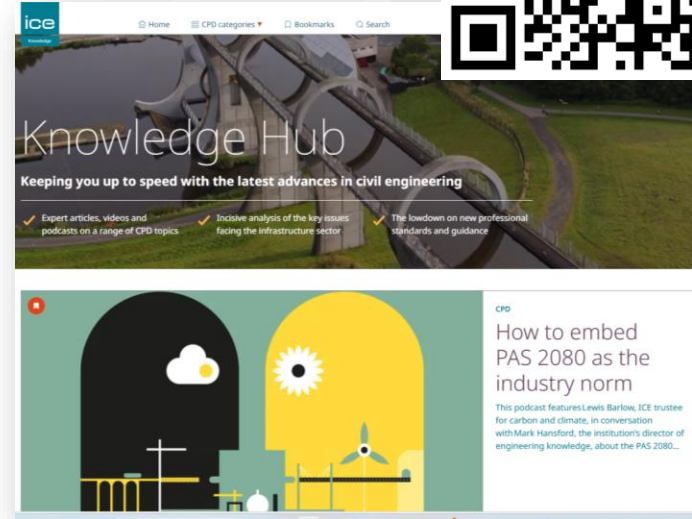 ice
Knowledge
Home CPD categories Bookmarks Search
Knowledge Hub
Keeping you up to speed with the latest advances in civil engineering
Expert articles, videos and
podcasts on a range of CPD topics
Incisive analysis of the key issues
facing the infrastructure sector
The lowdown on new professional
standards and guidance
CPD
How to embed
PAS 2080 as the
industry norm
This podcast features Lewis Barlow, ICE trustee
for carbon and climate, in conversation
with Mark Hansford, the institution's director of
engineering knowledge, about the PAS 2080...